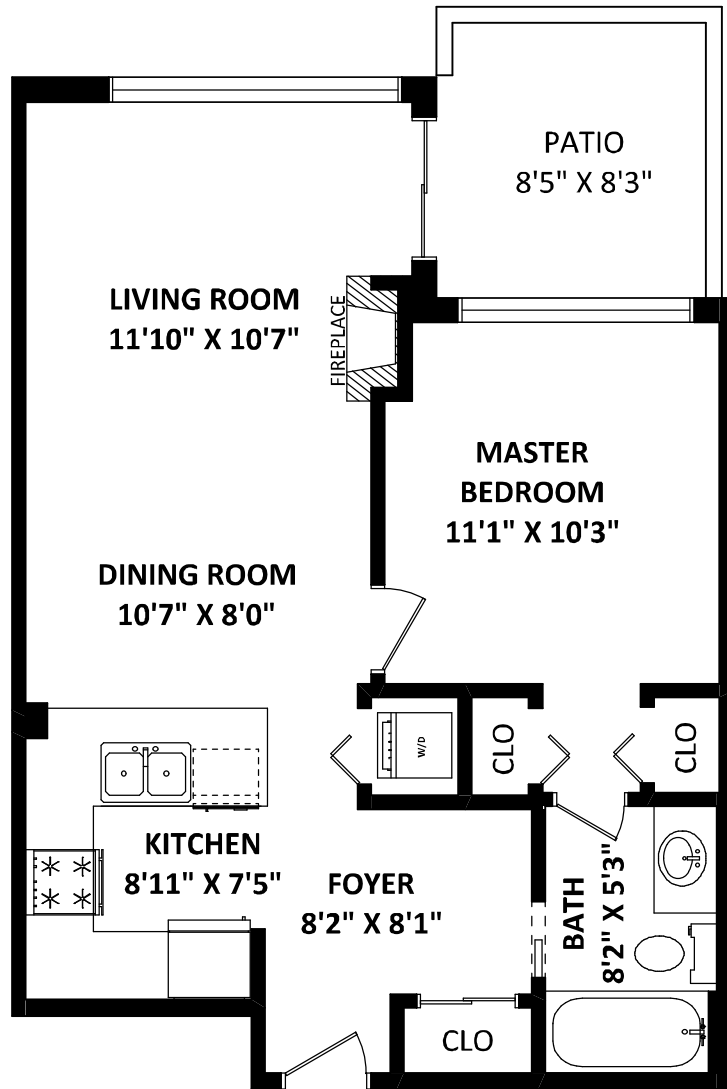 PATIO
8'5" X 8'3"
LIVING ROOM
11'10" X 10'7"
FIREPLACE
MASTER
BEDROOM
11'1" X 10'3"
DINING ROOM
10'7" X 8'0"
W/D
CLO
CLO
KITCHEN
8'11" X 7'5"
FOYER
8'2" X 8'1"
BATH
8'2" X 5'3"
CLO